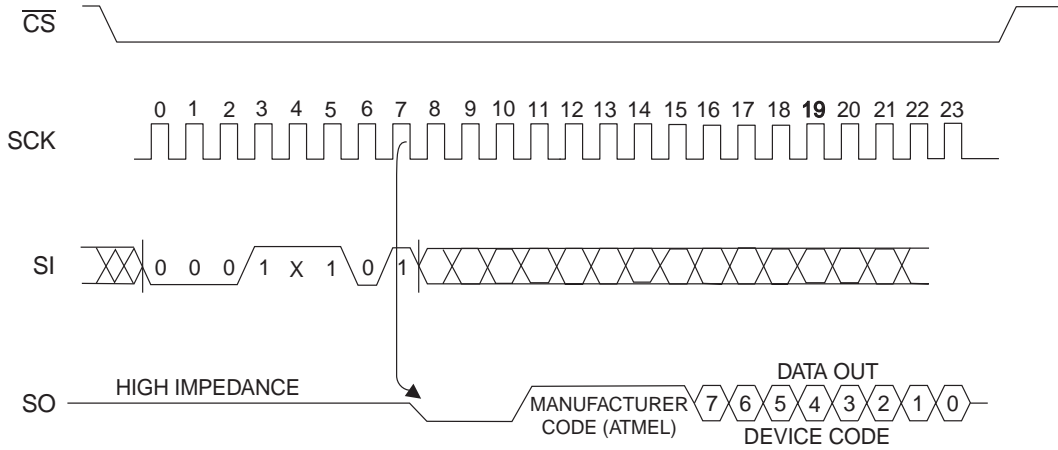 CS
0 1 2 3 4 5 6 7 8 9 10 11 12 13 14 15 16 17 18 19 20 21 22 23
SCK
SI
0 0 0 1 X 1 0 1
HIGH IMPEDANCE
DATA OUT
SO
MANUFACTURER
CODE (ATMEL)
7 6 5 4 3 2 1 0
DEVICE CODE